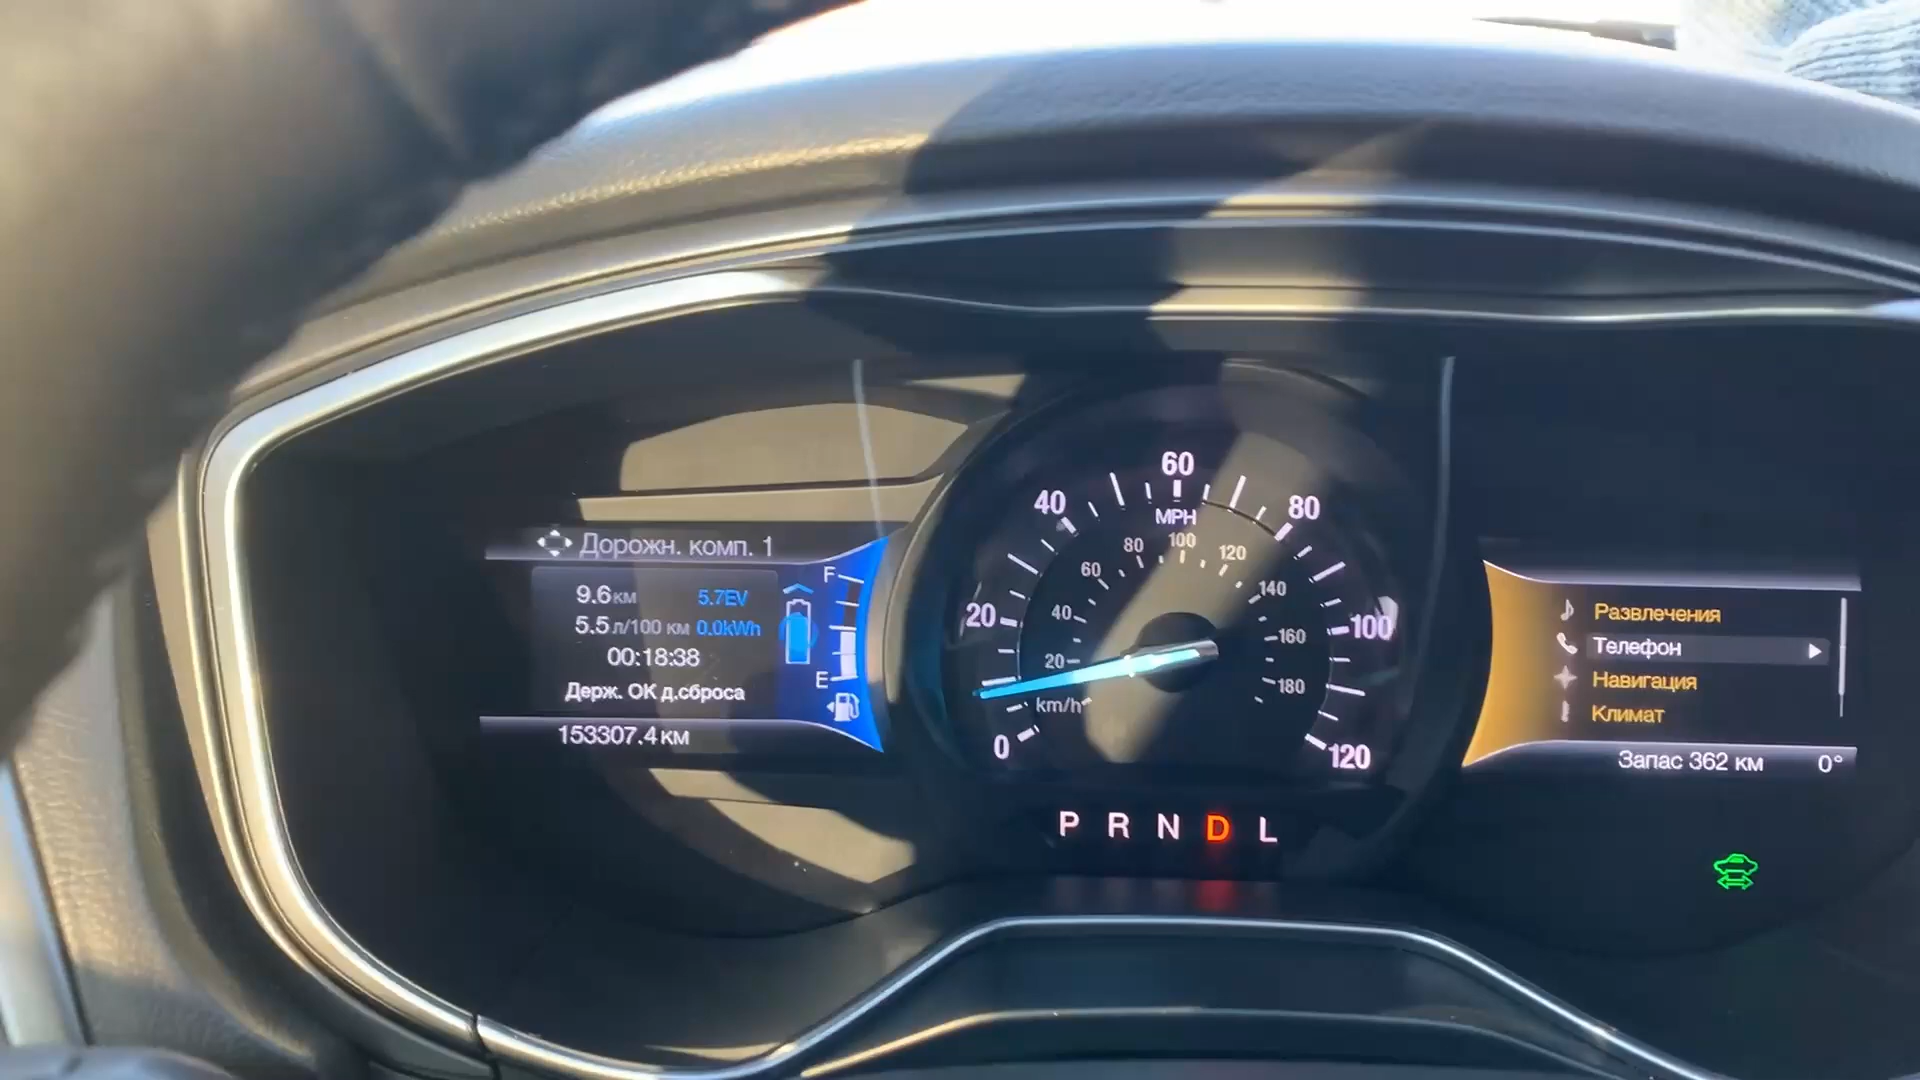 Дорожн. комп. 1
9.6 км 5.7EV
5.5 л/100 км 0.0kWh
00:18:38
Держ. ОК д.сброса
153307.4 км
F
E
0
20
40
60
80
100
120
MPH
20
40
60
80
100
120
140
160
180
km/h
P R N D L
Развлечения
Телефон
Навигация
Климат
Запас 362 км 0°